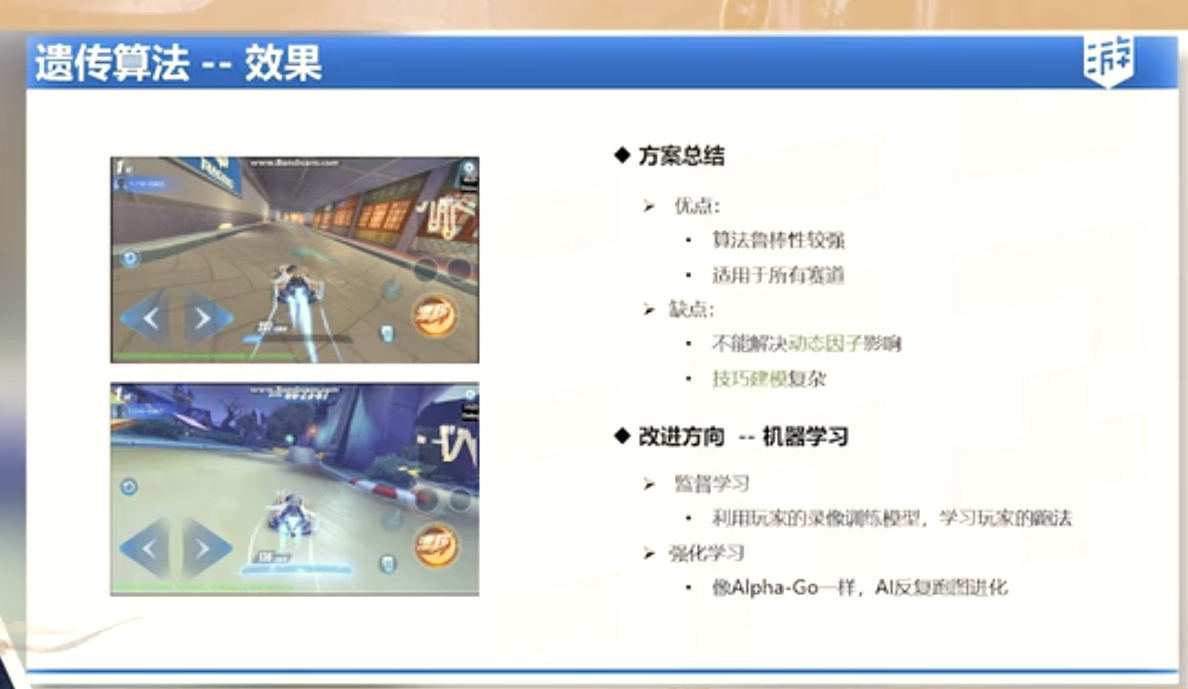 遗传算法 -- 效果
游
www.Bandicam.com
漂移
www.Bandicam.com
漂移
◆ 方案总结
➢ 优点:
• 算法鲁棒性较强
• 适用于所有赛道
➢ 缺点:
• 不能解决动态因子影响
• 技巧建模复杂
◆ 改进方向 -- 机器学习
➢ 监督学习
• 利用玩家的录像训练模型，学习玩家的跑法
➢ 强化学习
• 像Alpha-Go一样，AI反复跑图进化